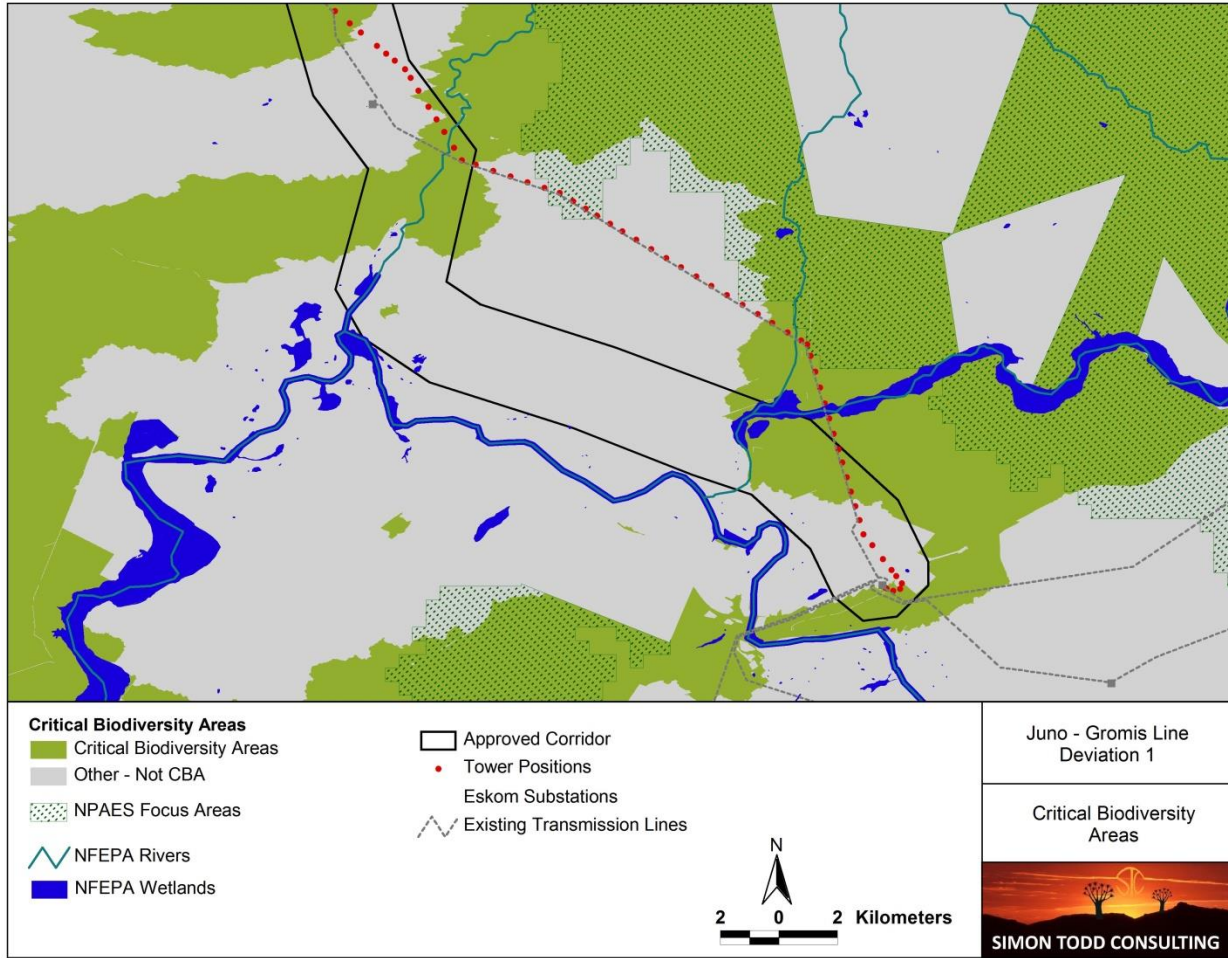 Critical Biodiversity Areas
Critical Biodiversity Areas
Other - Not CBA
NPAES Focus Areas
NFEPA Rivers
NFEPA Wetlands
Approved Corridor
Tower Positions
Eskom Substations
Existing Transmission Lines
N
2 0 2 Kilometers
Juno - Gromis Line
Deviation 1
Critical Biodiversity
Areas
SIMON TODD CONSULTING